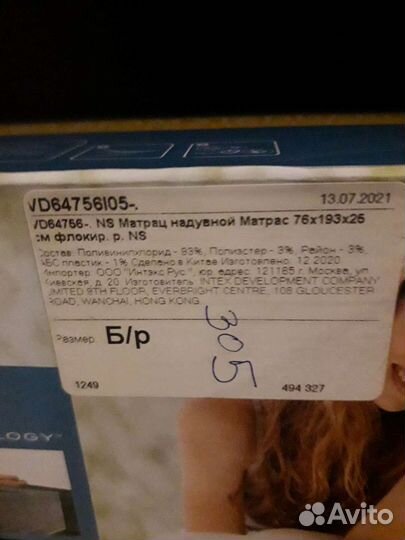 VD64756I05-.
13.07.2021
VD64756-. NS Матрац надувной Матрас 76x193x25
см флокир. р. NS
Состав: Поливинилхлорид - 93%, Полиэстер - 3%, Район - 3%,
АБС пластик - 1% Сделано в Китае Изготовлено: 12.2020
Импортер: ООО "Интэкс Рус", юр. адрес: 121165 г. Москва, ул
Киевская, д. 20 Изготовитель: INTEX DEVELOPMENT COMPANY
LIMITED 9TH FLOOR, EVERBRIGHT CENTRE, 108 GLOUCESTER
ROAD, WANCHAI, HONG KONG
Размер: Б/р
305
1249
494 327
OLOGY™
Avito